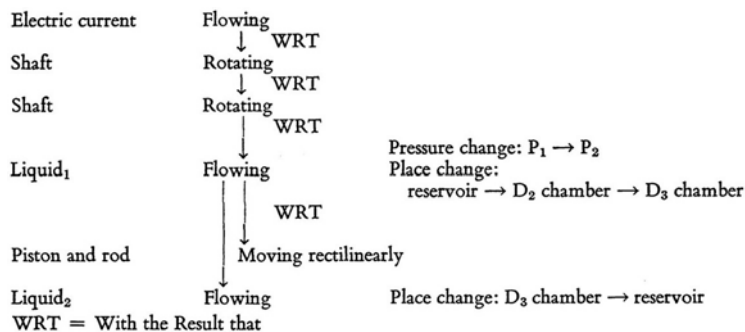 Electric current Flowing
WRT
Shaft Rotating
WRT
Shaft Rotating
WRT
Pressure change: P₁ → P₂
Liquid₁ Flowing Place change:
reservoir → D₂ chamber → D₃ chamber
WRT
Piston and rod Moving rectilinearly
Liquid₂ Flowing Place change: D₃ chamber → reservoir
WRT = With the Result that